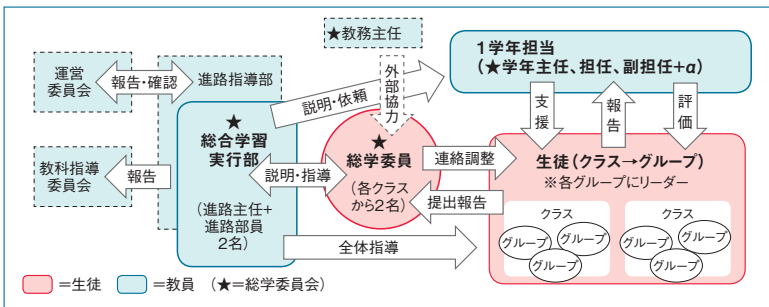 ★教務主任
1学年担当
(★学年主任、担任、副担任+α)
運営
委員会
報告・確認
進路指導部
説明・依頼
外部協力
支援
報告
評価
★
総合学習
実行部
(進路主任+
進路部員
2名)
教科指導
委員会
報告
説明・指導
★
総学委員
(各クラス
から2名)
連絡調整
提出報告
生徒(クラス→グループ)
※各グループにリーダー
クラス
グループ
グループ
グループ
クラス
グループ
グループ
グループ
全体指導
=生徒
=教員
(★=総学委員会)